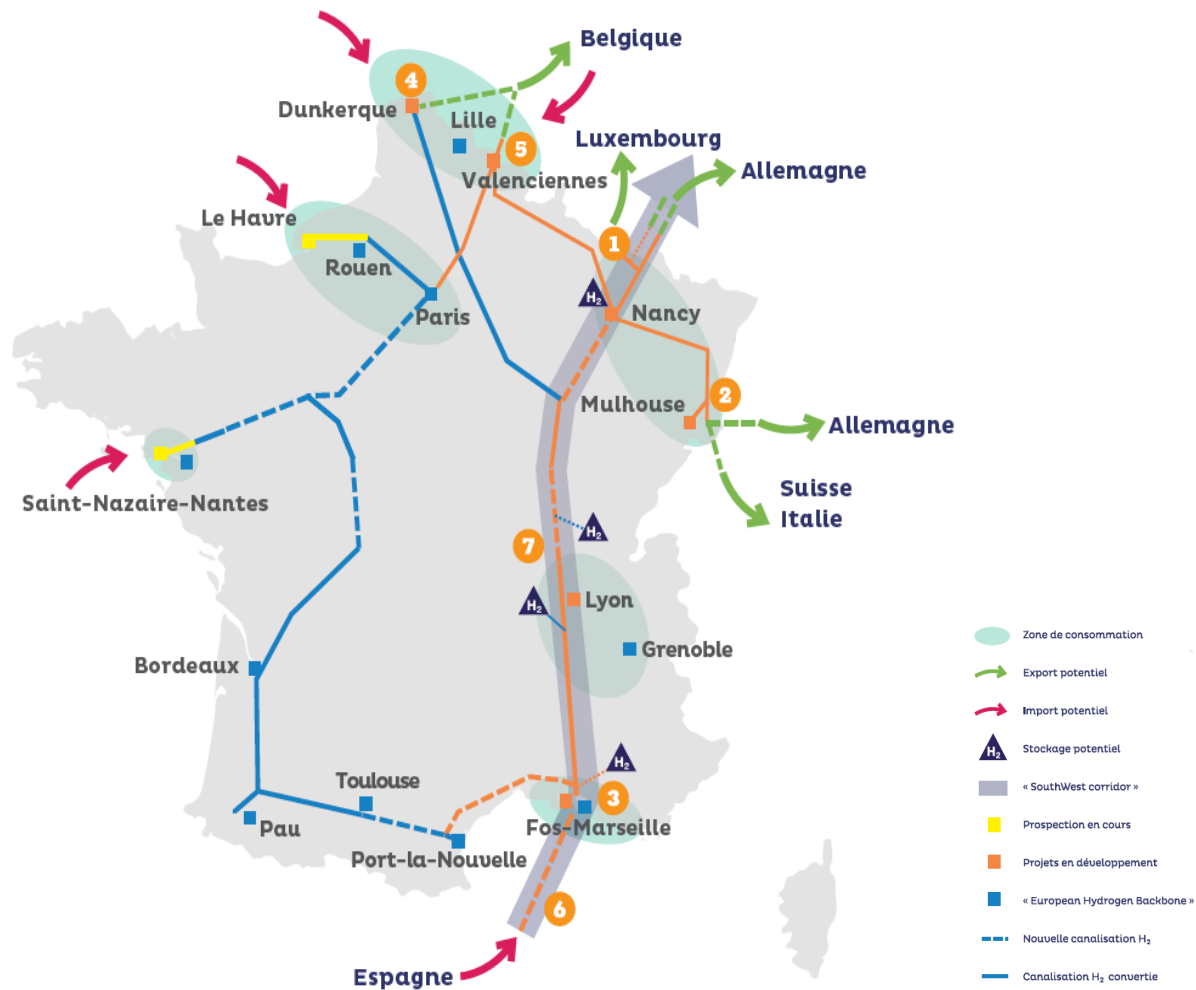 Belgique
4
Dunkerque
Lille
5
Luxembourg
Valenciennes
Allemagne
Le Havre
1
Rouen
H₂
Nancy
Paris
Mulhouse
2
Allemagne
Saint-Nazaire-Nantes
Suisse
Italie
H₂
7
H₂
Lyon
Grenoble
Bordeaux
H₂
Toulouse
3
Pau
Fos-Marseille
Port-la-Nouvelle
6
Espagne
Zone de consommation
Export potentiel
Import potentiel
H₂
Stockage potentiel
« SouthWest corridor »
Prospection en cours
Projets en développement
« European Hydrogen Backbone »
Nouvelle canalisation H₂
Canalisation H₂ convertie